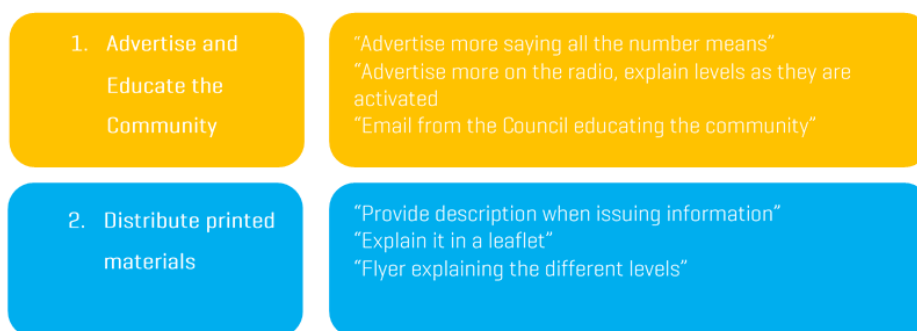 1. Advertise and
Educate the
Community
“Advertise more saying all the number means”
“Advertise more on the radio, explain levels as they are
activated
“Email from the Council educating the community”
2. Distribute printed
materials
“Provide description when issuing information”
“Explain it in a leaflet”
“Flyer explaining the different levels”